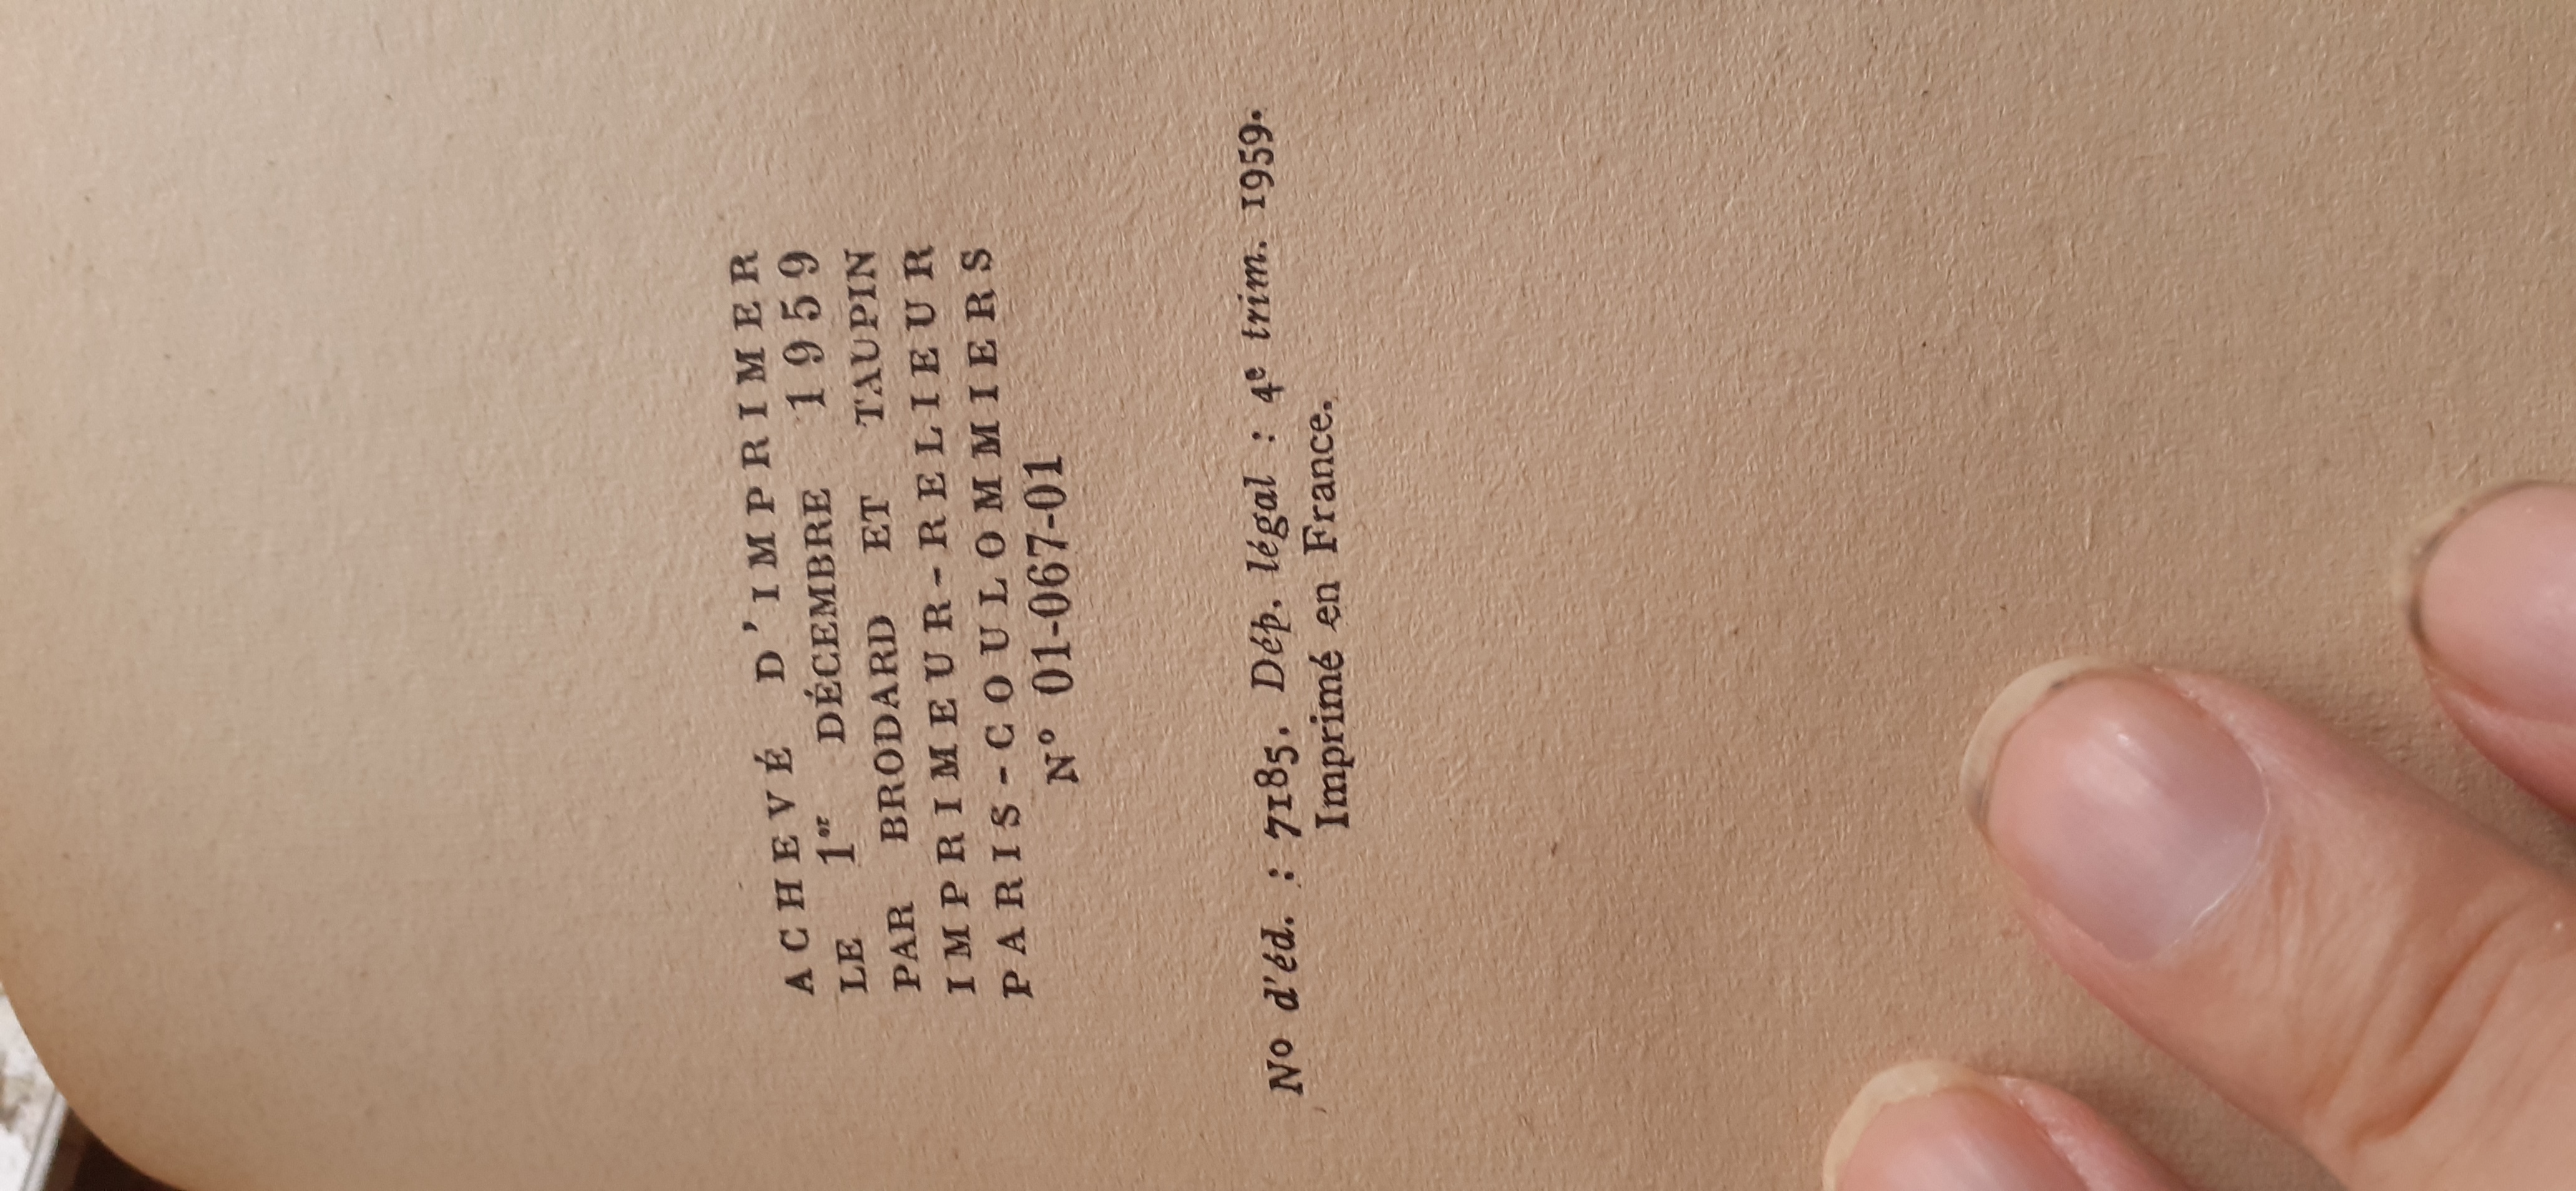 ACHEVÉ D'IMPRIMER
LE 1er DÉCEMBRE 1959
PAR BRODARD ET TAUPIN
IMPRIMEUR-RELIEUR
PARIS-COULOMMIERS
N° 01-067-01
No d'éd. : 7185. Dép. légal : 4e trim. 1959.
Imprimé en France.